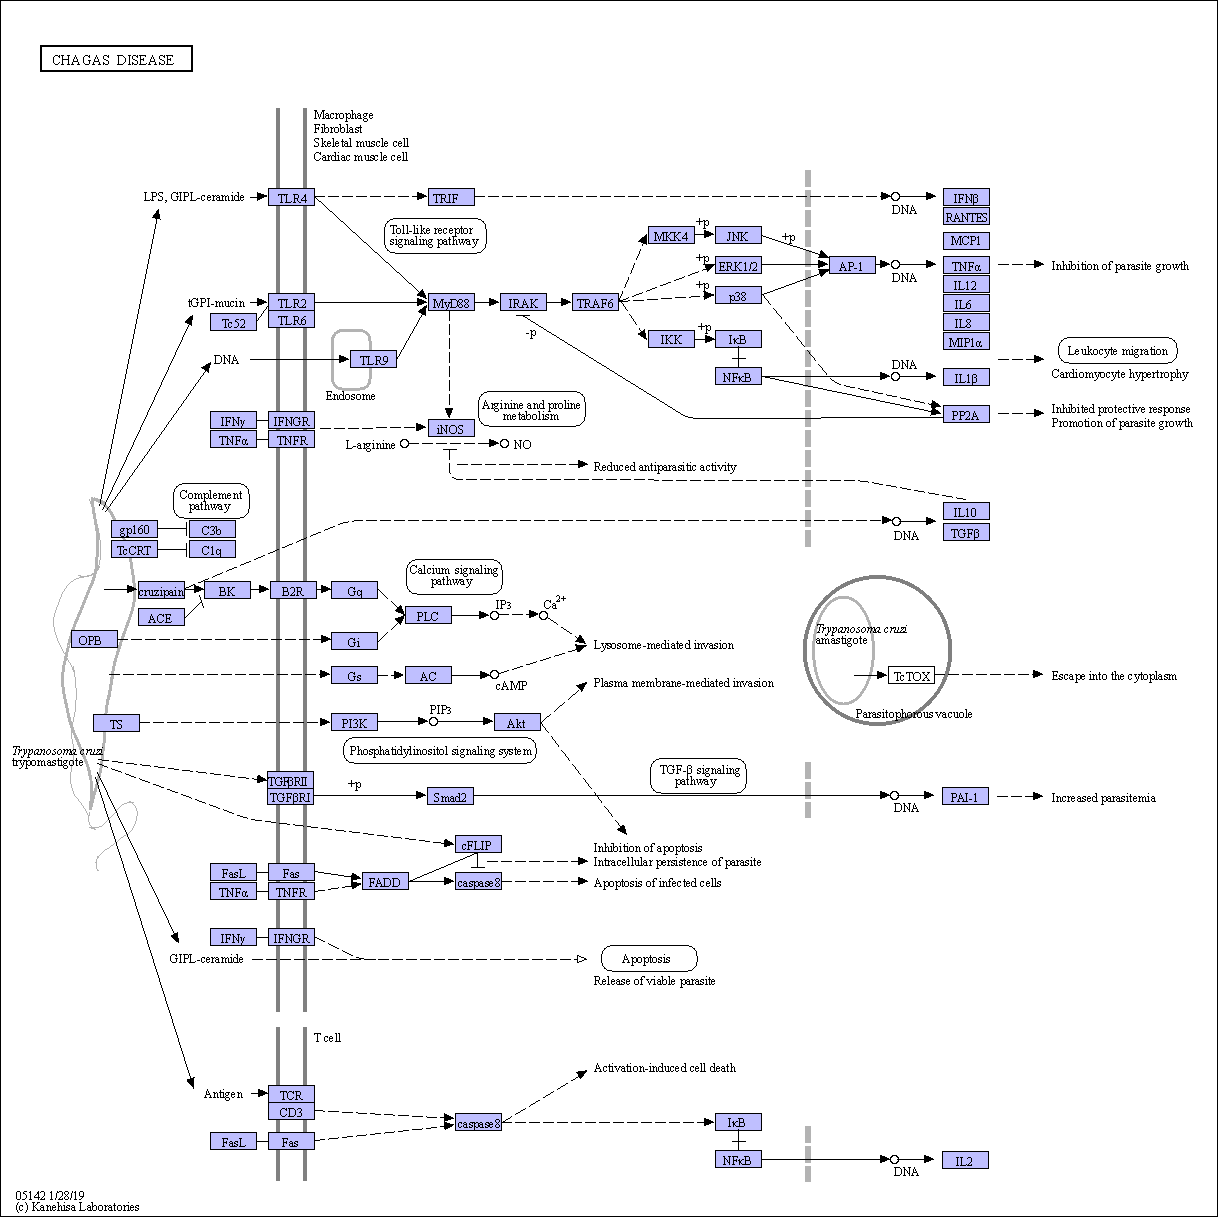 CHAGAS DISEASE
Macrophage
Fibroblast
Skeletal muscle cell
Cardiac muscle cell
LPS, GIPL-ceramide
TLR4
TRIF
DNA
IFNβ
RANTES
Toll-like receptor
signaling pathway
MKK4
+p
JNK
+p
MCP1
+p
ERK1/2
AP-1
DNA
TNFα
Inhibition of parasite growth
IL12
tGPI-mucin
TLR2
MyD88
IRAK
TRAF6
+p
p38
IL6
Tc52
TLR6
-p
+p
IL8
IKK
IκB
MIP1α
DNA
TLR9
Endosome
NFκB
DNA
IL1β
Leukocyte migration
Cardiomyocyte hypertrophy
Arginine and proline
metabolism
PP2A
Inhibited protective response
Promotion of parasite growth
IFNγ
IFNGR
TNFα
TNFR
iNOS
L-arginine
NO
Reduced antiparasitic activity
Complement
pathway
gp160
C3b
TcCRT
C1q
IL10
DNA
TGFβ
Calcium signaling
pathway
cruzipain
BK
B2R
Gq
ACE
PLC
IP3
Ca2+
OPB
Gi
Lysosome-mediated invasion
Trypanosoma cruzi
amastigote
Gs
AC
cAMP
Plasma membrane-mediated invasion
TcTOX
Escape into the cytoplasm
Parasitophorous vacuole
TS
PI3K
PIP3
Akt
Phosphatidylinositol signaling system
Trypanosoma cruzi
trypomastigote
TGFβRII
TGFβRI
+p
Smad2
TGF-β signaling
pathway
DNA
PAI-1
Increased parasitemia
cFLIP
Inhibition of apoptosis
Intracellular persistence of parasite
FasL
Fas
TNFα
TNFR
FADD
caspase8
Apoptosis of infected cells
IFNγ
IFNGR
GIPL-ceramide
Apoptosis
Release of viable parasite
T cell
Antigen
TCR
CD3
Activation-induced cell death
caspase8
IκB
FasL
Fas
NFκB
DNA
IL2
05142 1/28/19
(c) Kanehisa Laboratories